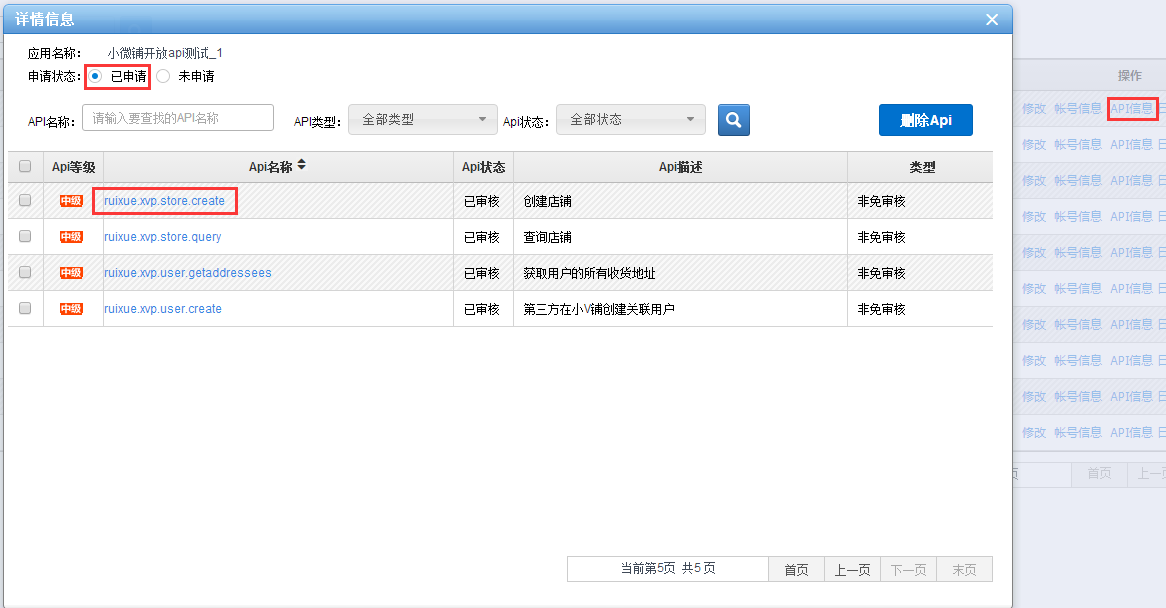 详情信息
应用名称： 小微铺开放api测试_1
申请状态： 已申请 未申请
API名称： 请输入要查找的API名称 API类型： 全部类型 Api状态： 全部状态 删除Api
Api等级 Api名称 Api状态 Api描述 类型
中级 ruixue.xvp.store.create 已审核 创建店铺 非免审核
中级 ruixue.xvp.store.query 已审核 查询店铺 非免审核
中级 ruixue.xvp.user.getaddressees 已审核 获取用户的所有收货地址 非免审核
中级 ruixue.xvp.user.create 已审核 第三方在小V铺创建关联用户 非免审核
当前第5页 共5页 首页 上一页 下一页 末页
操作
修改 帐号信息 API信息 日
修改 帐号信息 API信息 日
修改 帐号信息 API信息 日
修改 帐号信息 API信息 日
修改 帐号信息 API信息 日
修改 帐号信息 API信息 日
修改 帐号信息 API信息 日
修改 帐号信息 API信息 日
修改 帐号信息 API信息 日
修改 帐号信息 API信息 日
页 首页 上一页